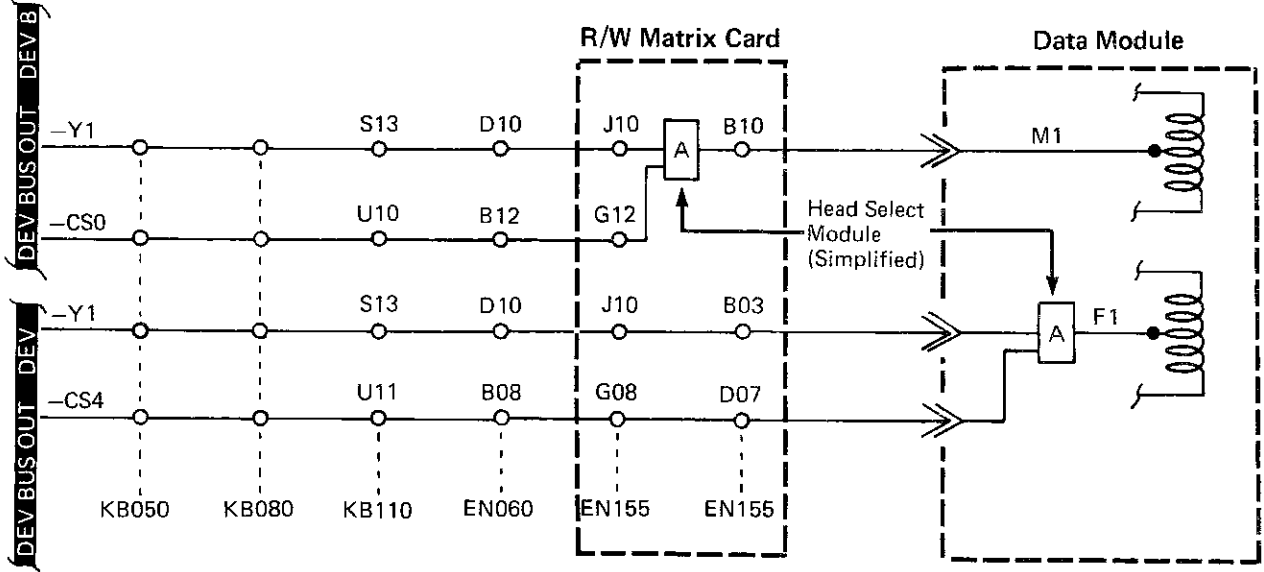 R/W Matrix Card
Data Module
DEV BUS OUT DEV B
–Y1
S13
D10
J10
A
B10
M1
–CS0
U10
B12
G12
Head Select
Module
(Simplified)
DEV BUS OUT DEV
–Y1
S13
D10
J10
B03
A
F1
–CS4
U11
B08
G08
D07
KB050
KB080
KB110
EN060
EN155
EN155